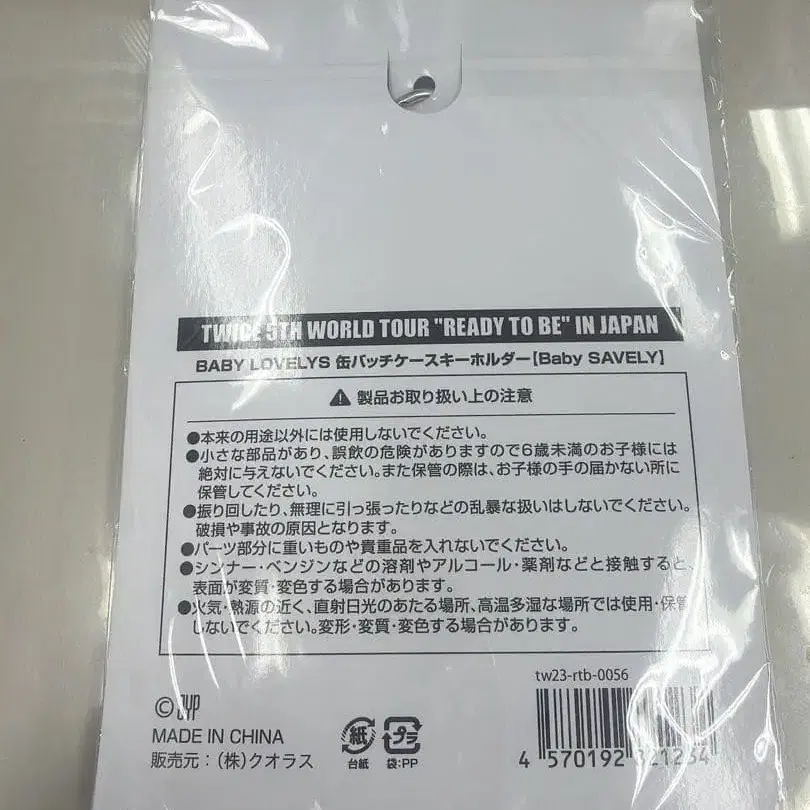 TWICE 5TH WORLD TOUR "READY TO BE" IN JAPAN
BABY LOVELYS 缶バッチケースキーホルダー【Baby SAVELY】
⚠ 製品お取り扱い上の注意
●本来の用途以外には使用しないでください。
●小さな部品があり、誤飲の危険がありますので6歳未満のお子様には
絶対に与えないでください。また保管の際は、お子様の手の届かない所に
保管してください。
●振り回したり、無理に引っ張ったりなどの乱暴な扱いはしないでください。
破損や事故の原因となります。
●パーツ部分に重いものや貴重品を入れないでください。
●シンナー・ベンジンなどの溶剤やアルコール・薬剤などと接触すると、
表面が変質・変色する場合があります。
●火気・熱源の近く、直射日光のあたる場所、高温多湿な場所では使用・保管
しないでください。変形・変質・変色する場合があります。
tw23-rtb-0056
© JYP
MADE IN CHINA
販売元：(株)クオラス
紙
台紙
プラ
袋:PP
4 570192 321234